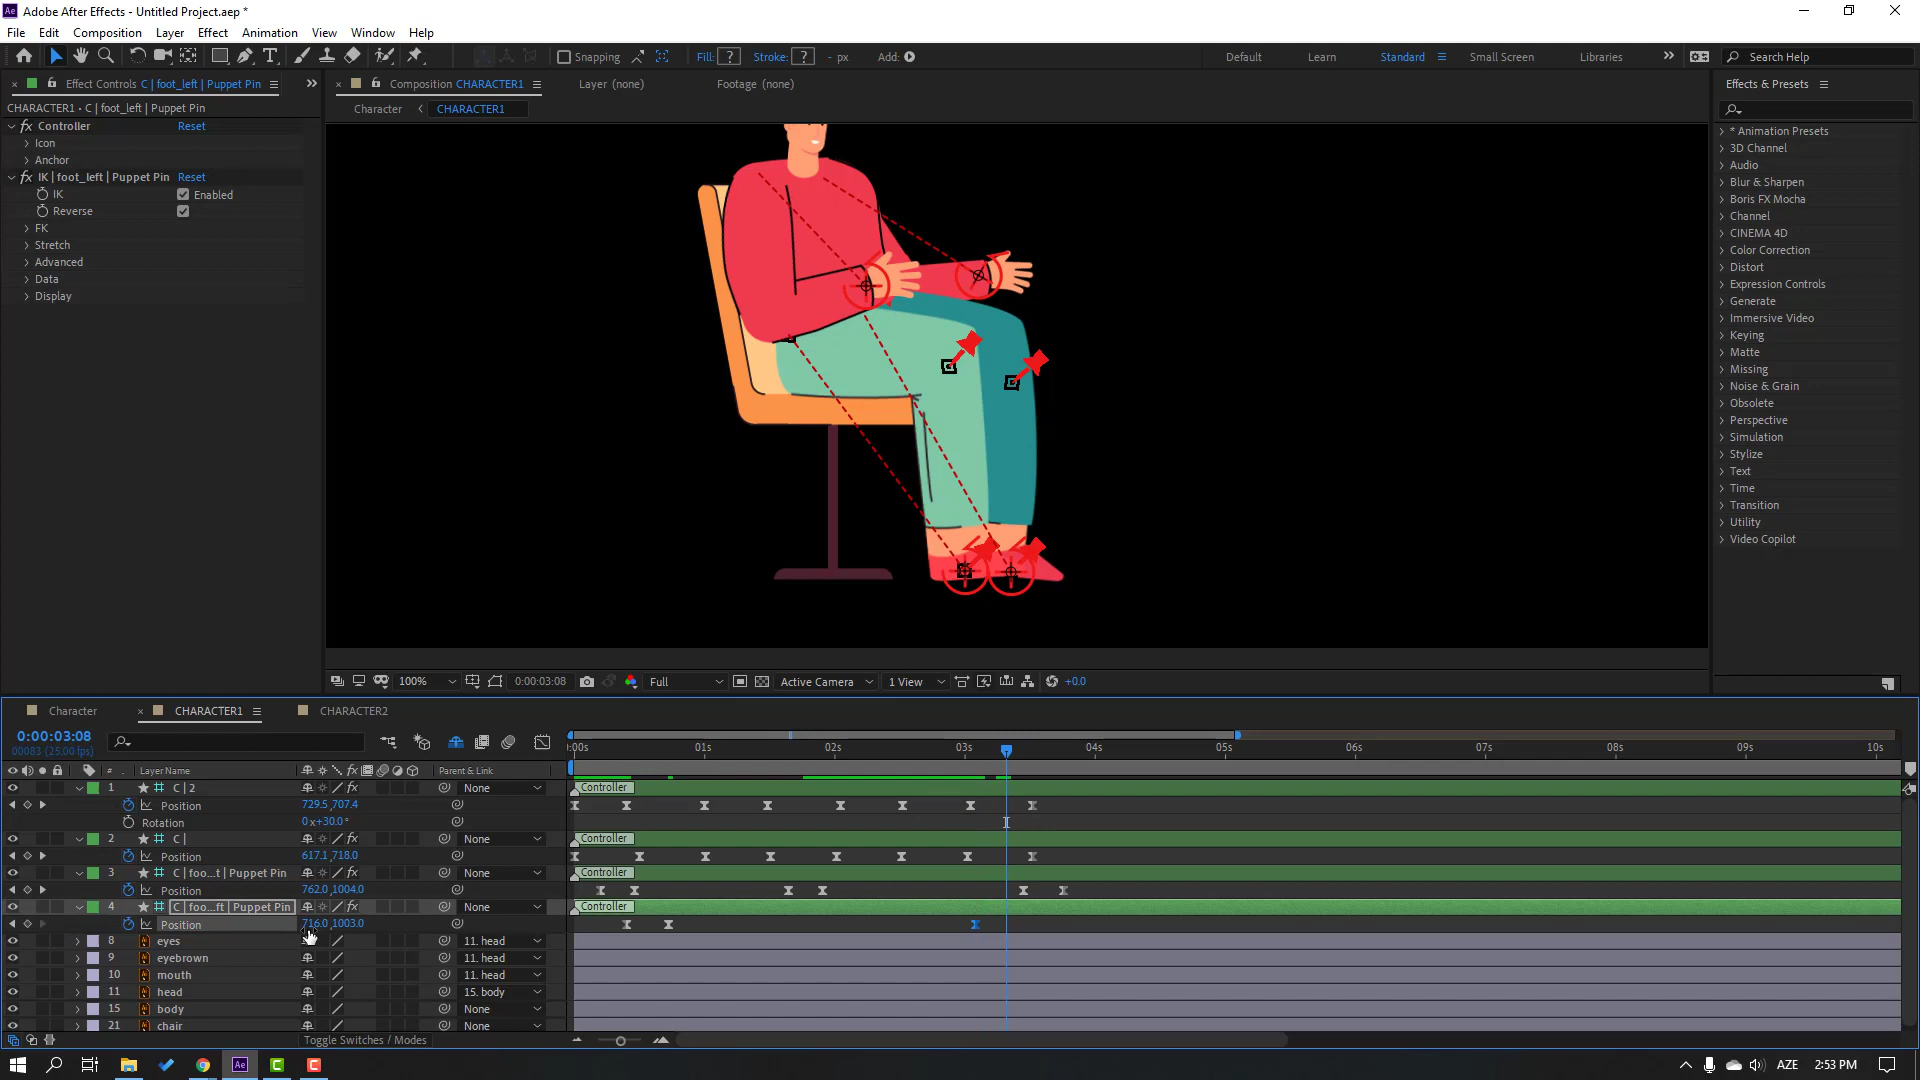 Adobe After Effects - Untitled Project.aep *
File Edit Composition Layer Effect Animation View Window Help
Snapping Fill: ? Stroke: ? - px Add: Default Learn Standard Small Screen Libraries Search Help
Effect Controls C | foot_left | Puppet Pin
Composition CHARACTER1
Layer (none)
Footage (none)
Effects & Presets
CHARACTER1 • C | foot_left | Puppet Pin
Character CHARACTER1
Controller Reset
Icon
Anchor
IK | foot_left | Puppet Pin Reset
IK Enabled
Reverse
FK
Stretch
Advanced
Data
Display
* Animation Presets
3D Channel
Audio
Blur & Sharpen
Boris FX Mocha
Channel
CINEMA 4D
Color Correction
Distort
Expression Controls
Generate
Immersive Video
Keying
Matte
Missing
Noise & Grain
Obsolete
Perspective
Simulation
Stylize
Text
Time
Transition
Utility
Video Copilot
100% 0:00:03:08 Full Active Camera 1 View +0.0
Character CHARACTER1 CHARACTER2
0:00:03:08
00083 (25.00 fps)
:00s 01s 02s 03s 04s 05s 06s 07s 08s 09s 10s
# Layer Name Parent & Link
1 C | 2 None Controller
Position 729.5,707.4
Rotation 0x+30.0°
2 C | None Controller
Position 617.1,718.0
3 C | foo...t | Puppet Pin None Controller
Position 762.0,1004.0
4 C | foo...ft | Puppet Pin None Controller
Position 716.0,1003.0
8 eyes 11. head
9 eyebrown 11. head
10 mouth 11. head
11 head 15. body
15 body None
21 chair None
Toggle Switches / Modes
AZE 2:53 PM